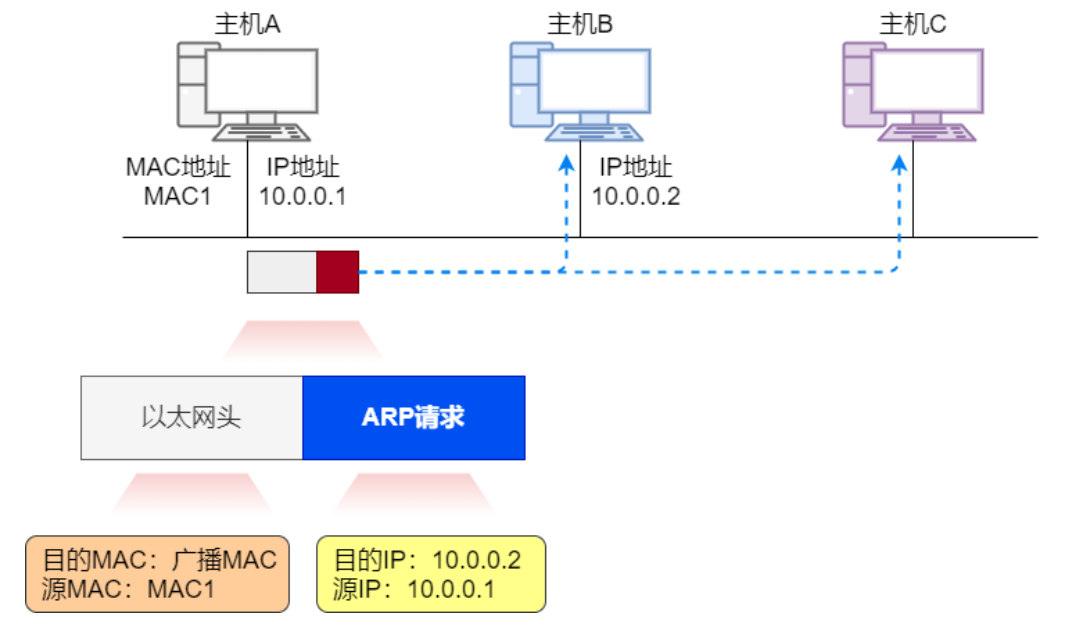 主机A
主机B
主机C
MAC地址
MAC1
IP地址
10.0.0.1
IP地址
10.0.0.2
以太网头
ARP请求
目的MAC：广播MAC
源MAC：MAC1
目的IP：10.0.0.2
源IP：10.0.0.1